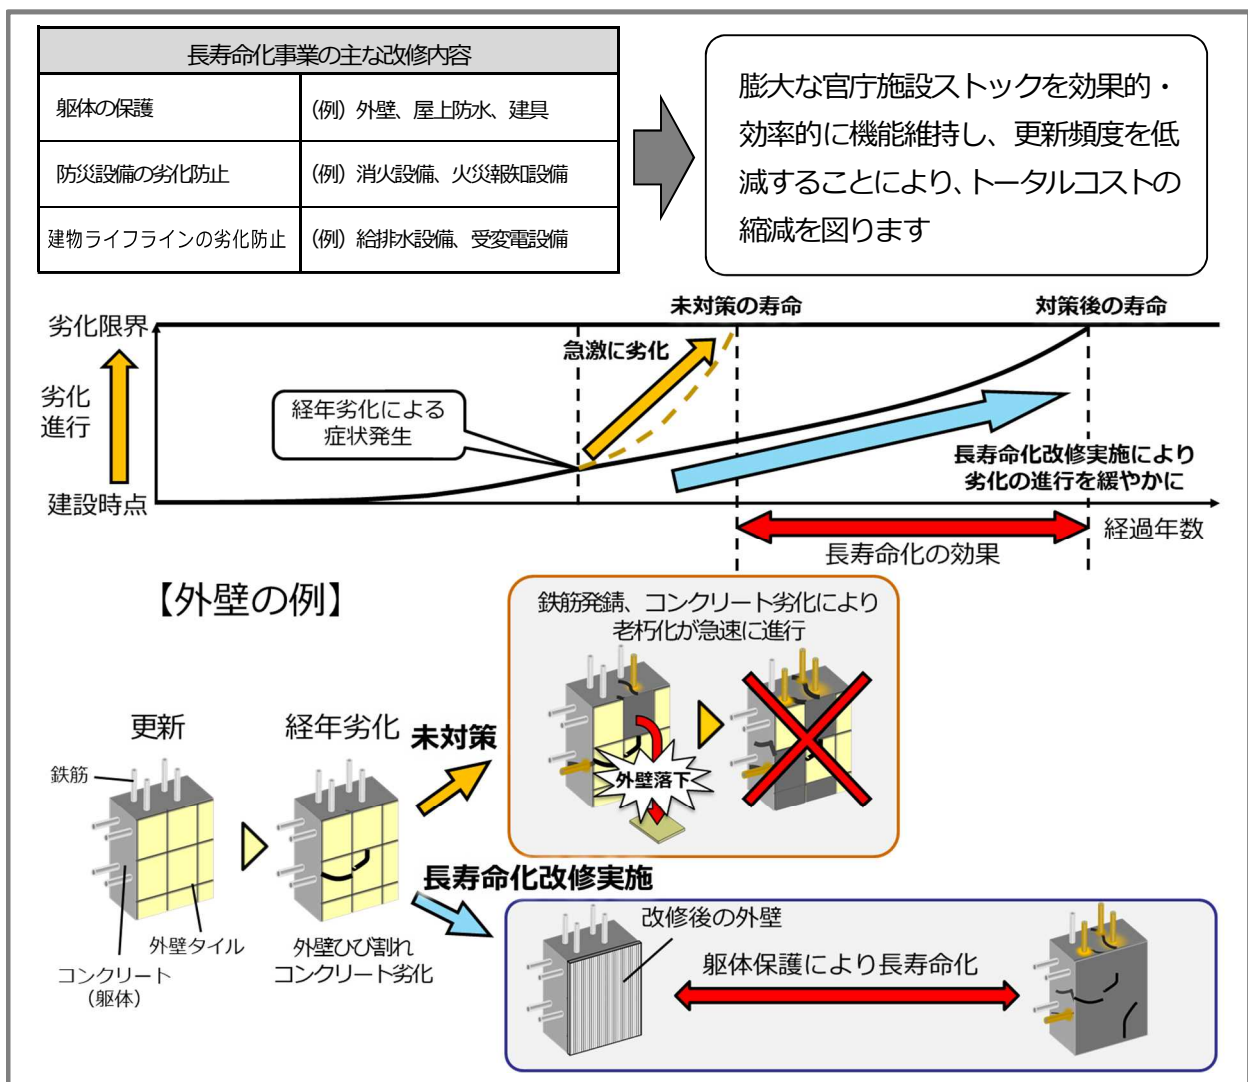 長寿命化事業の主な改修内容
躯体の保護
(例) 外壁、屋上防水、建具
防災設備の劣化防止
(例) 消火設備、火災報知設備
建物ライフラインの劣化防止
(例) 給排水設備、受変電設備
膨大な官庁施設ストックを効果的・
効率的に機能維持し、更新頻度を低
減することにより、トータルコストの
縮減を図ります
未対策の寿命
対策後の寿命
劣化限界
急激に劣化
劣化
進行
経年劣化による
症状発生
長寿命化改修実施により
劣化の進行を緩やかに
建設時点
経過年数
長寿命化の効果
【外壁の例】
鉄筋発錆、コンクリート劣化により
老朽化が急速に進行
更新
経年劣化
未対策
鉄筋
外壁落下
長寿命化改修実施
外壁タイル
コンクリート
(躯体)
外壁ひび割れ
コンクリート劣化
改修後の外壁
躯体保護により長寿命化